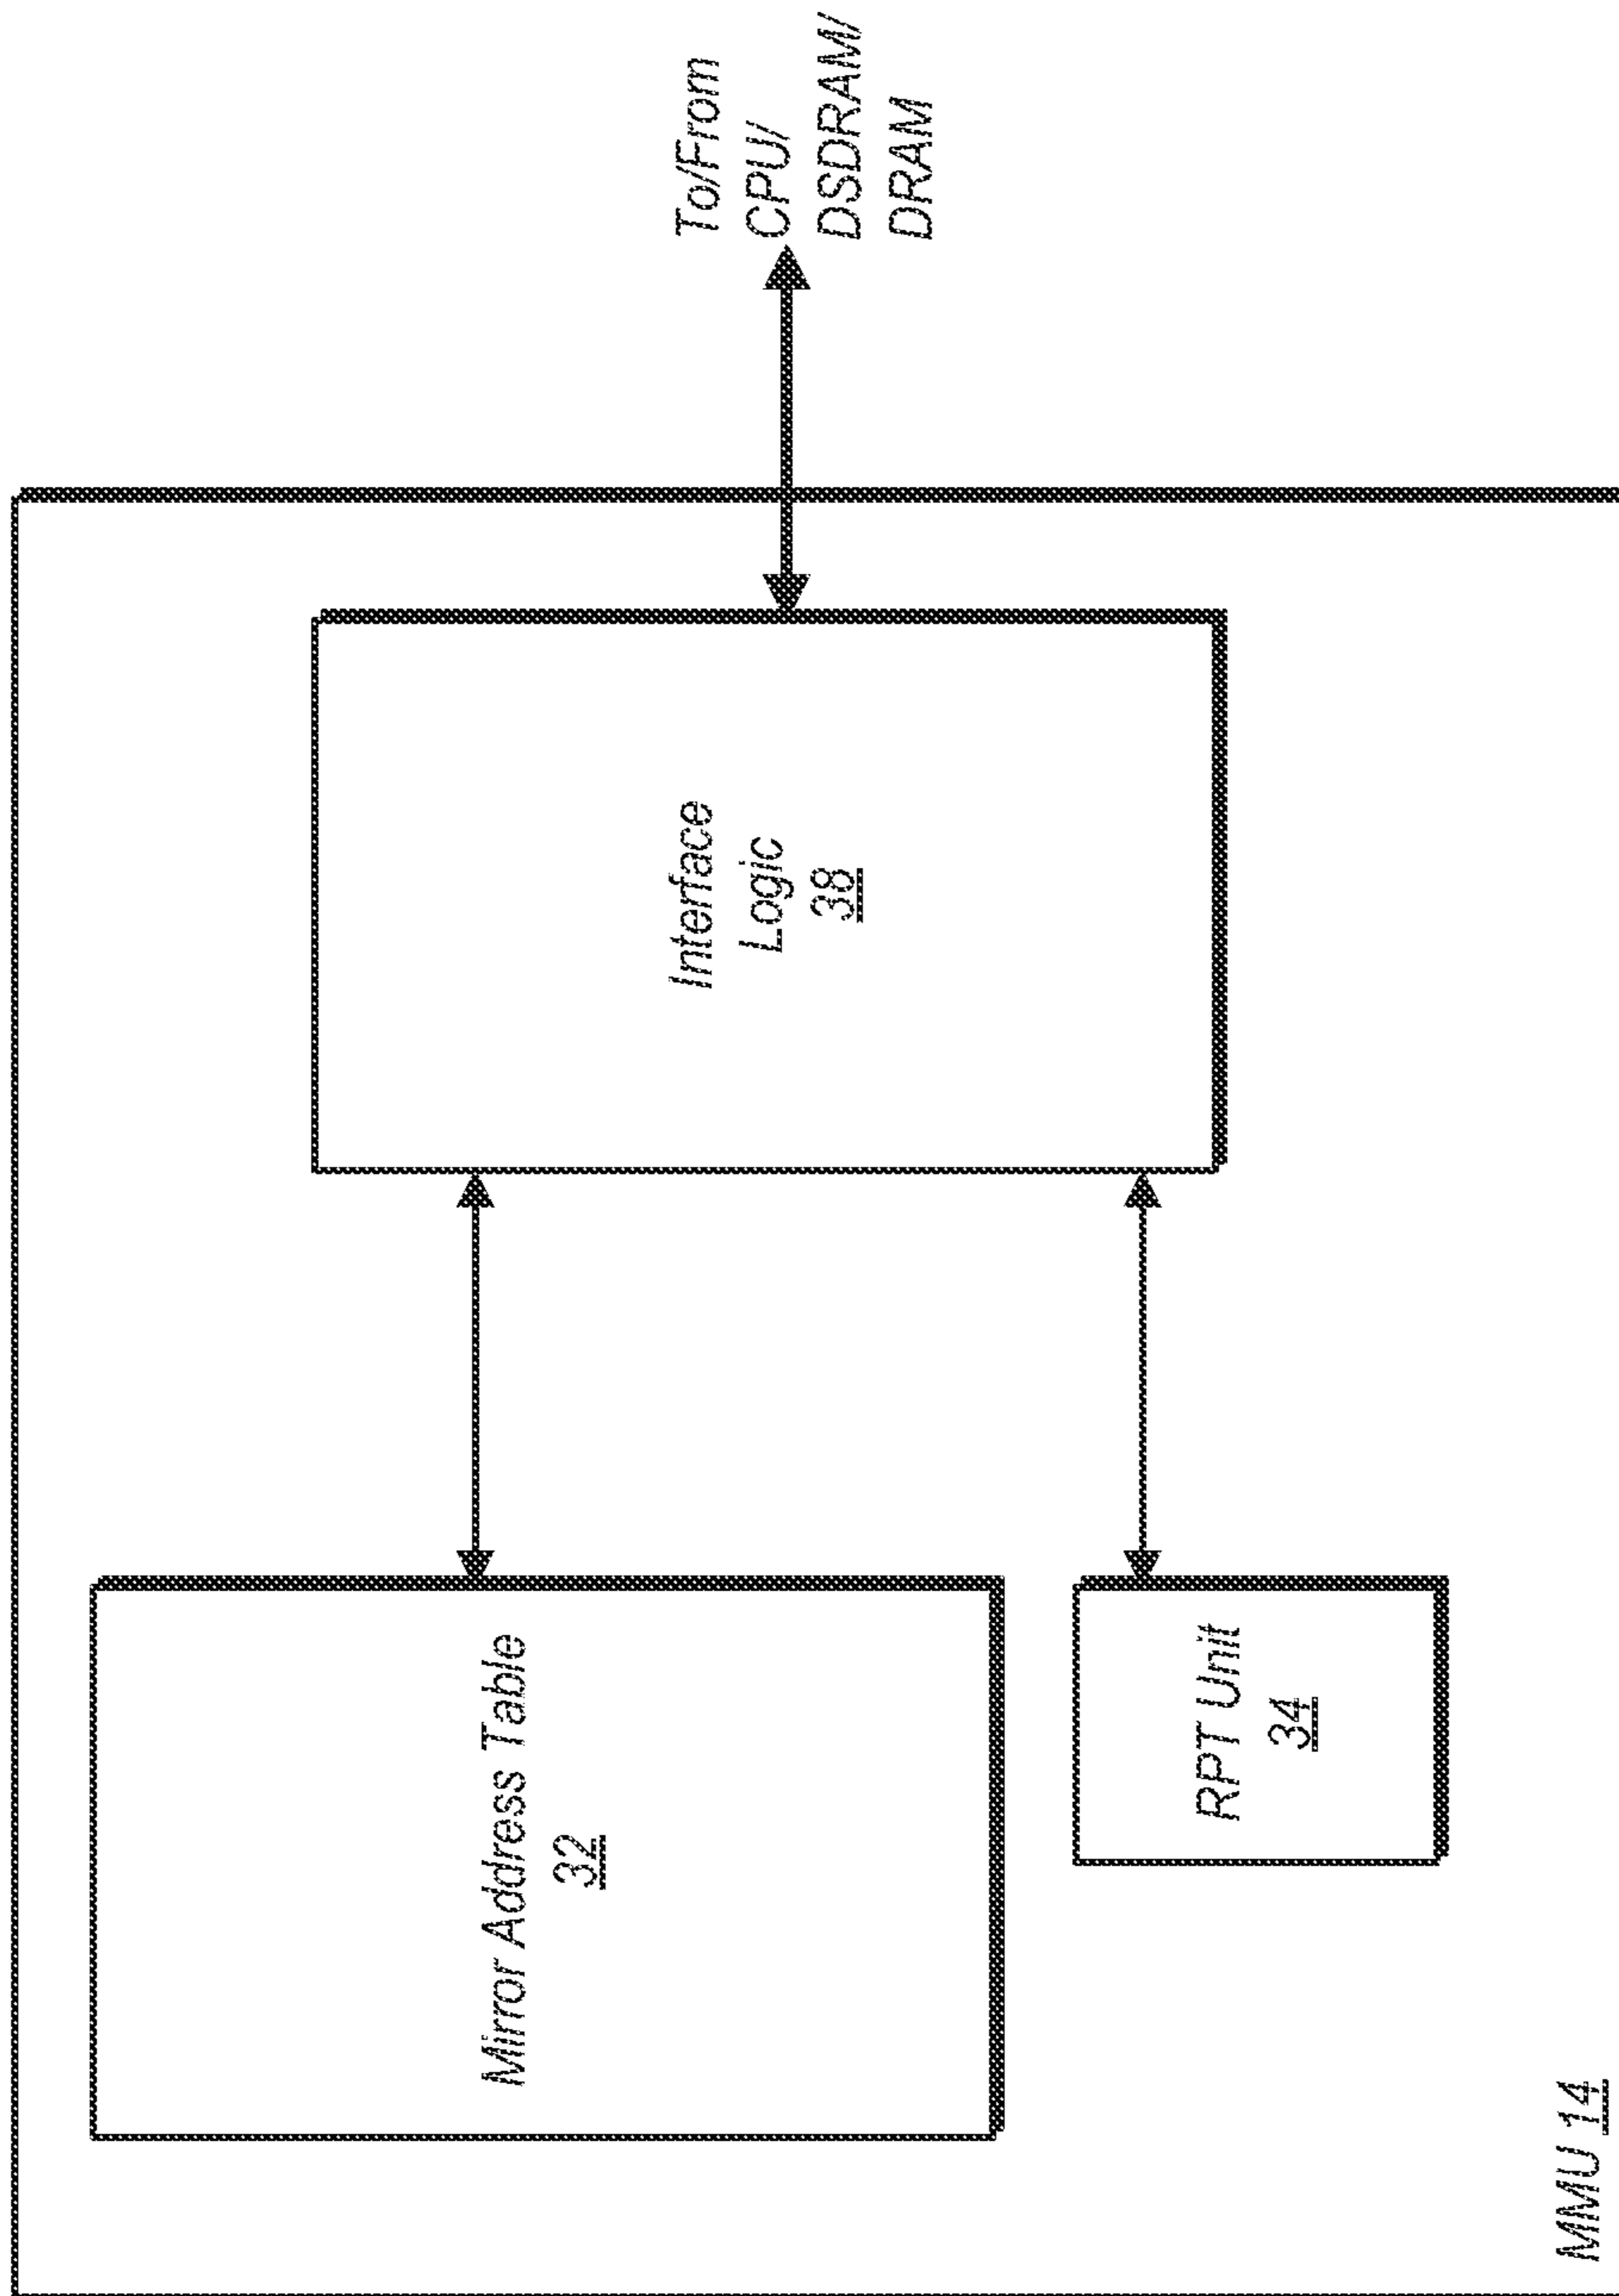 Mirror Address Table
32
RPT Unit
34
Interface
Logic
38
To/From
CPU/
DSDRAM/
DRAM
MMU 14